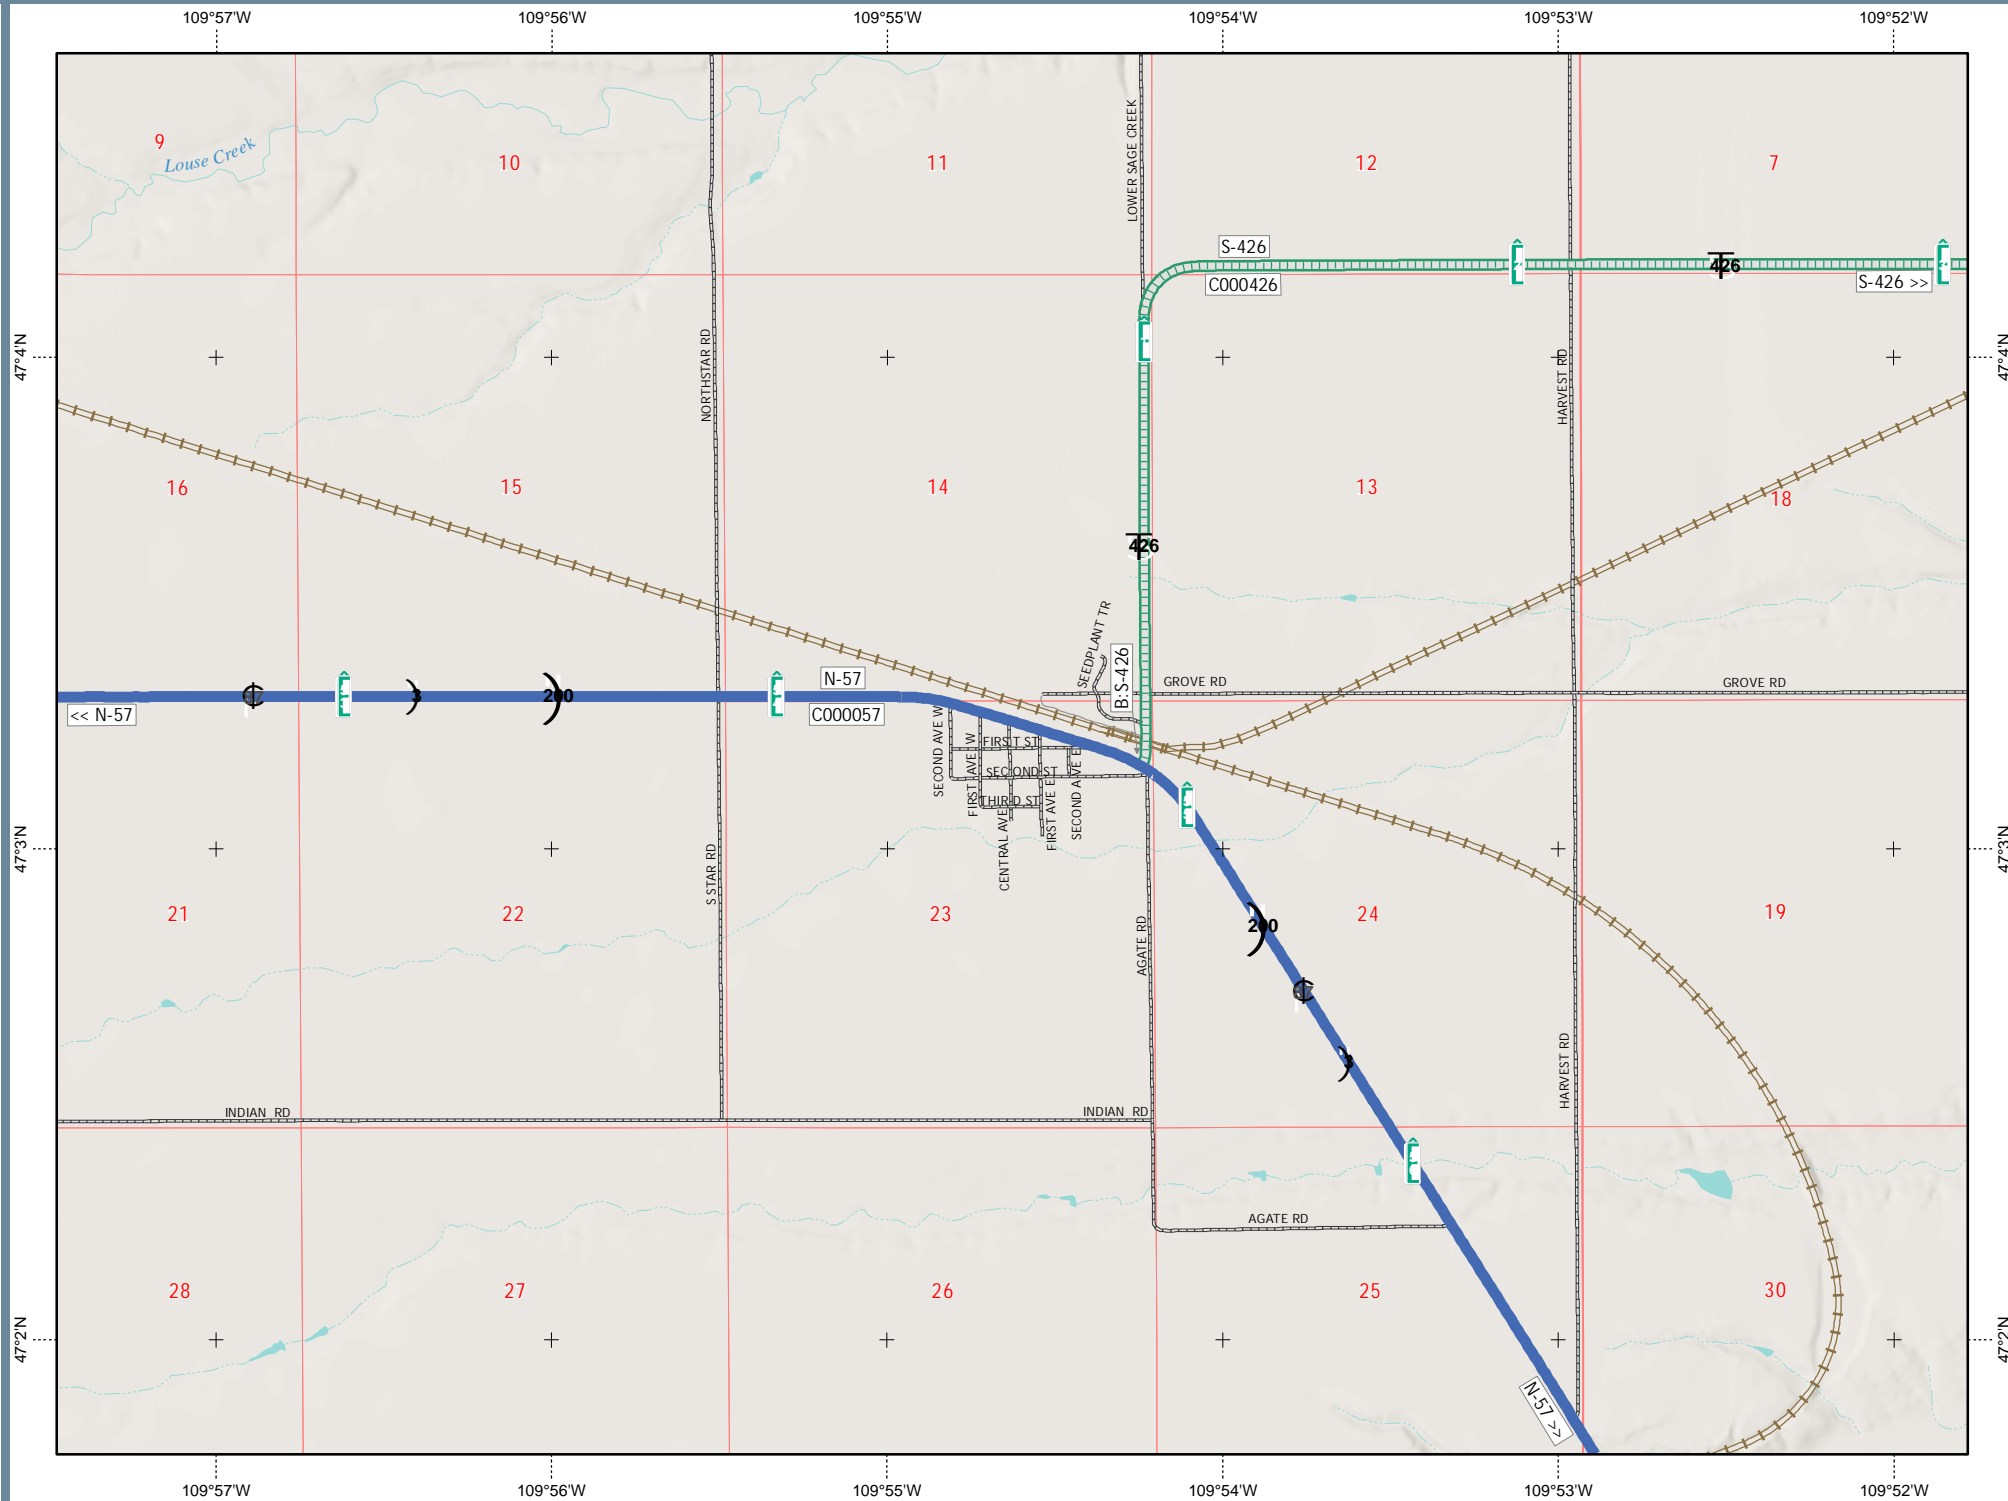 109°57'W
109°56'W
109°55'W
109°54'W
109°53'W
109°52'W
LOWER SAGE CREEK
9
Louse Creek
10
11
12
7
S-426
C000426
426
S-426 >>
47°4'N
47°4'N
NORTHSTAR RD
HARVEST RD
16
15
14
13
18
426
SEEDPLANT TR
B:S-426
GROVE RD
GROVE RD
N-57
<< N-57
3
200
C000057
SECOND AVE W
FIRST AVE W
FIRST ST
SECOND ST
THIRD ST
CENTRAL AVE
FIRST AVE E
SECOND AVE E
47°3'N
47°3'N
S STAR RD
AGATE RD
21
22
23
200
24
19
3
HARVEST RD
INDIAN RD
INDIAN RD
AGATE RD
28
27
26
25
30
47°2'N
47°2'N
N-57 >>
109°57'W
109°56'W
109°55'W
109°54'W
109°53'W
109°52'W